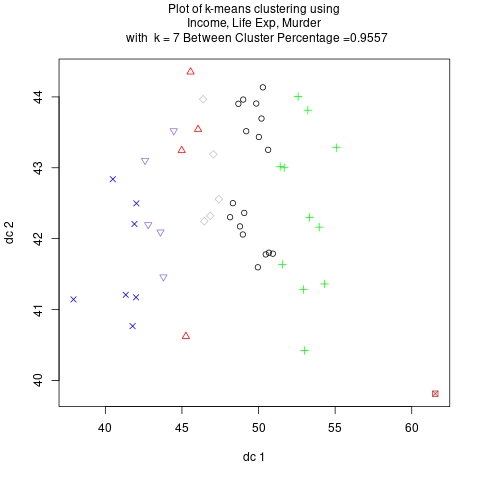 Plot of k-means clustering using
Income, Life Exp, Murder
with k = 7 Between Cluster Percentage =0.9557
44
43
42
41
40
dc 2
40 45 50 55 60
dc 1